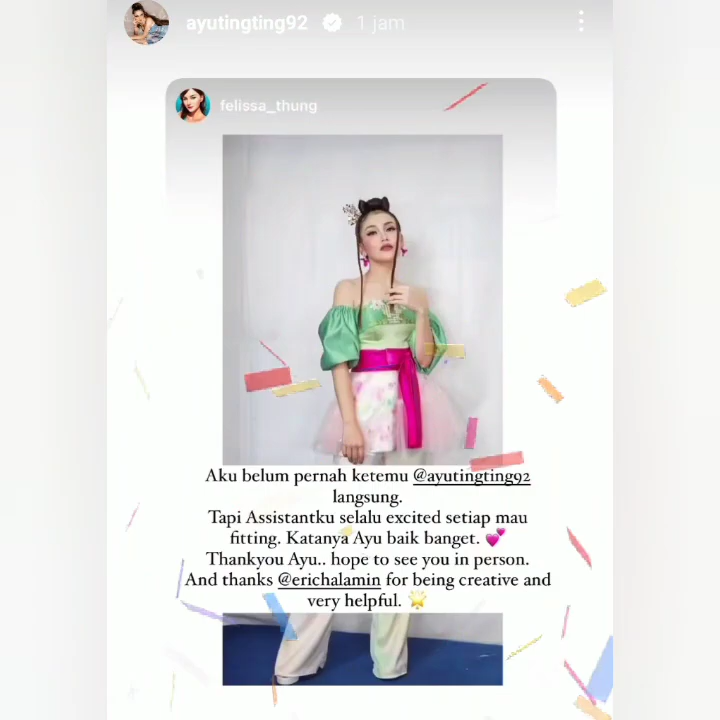 ayutingting92 1 jam
felissa_thung
Aku belum pernah ketemu @ayutingting92
langsung.
Tapi Assistantku selalu excited setiap mau
fitting. Katanya Ayu baik banget. 💕
Thankyou Ayu.. hope to see you in person.
And thanks @erichalamin for being creative and
very helpful. 🌟